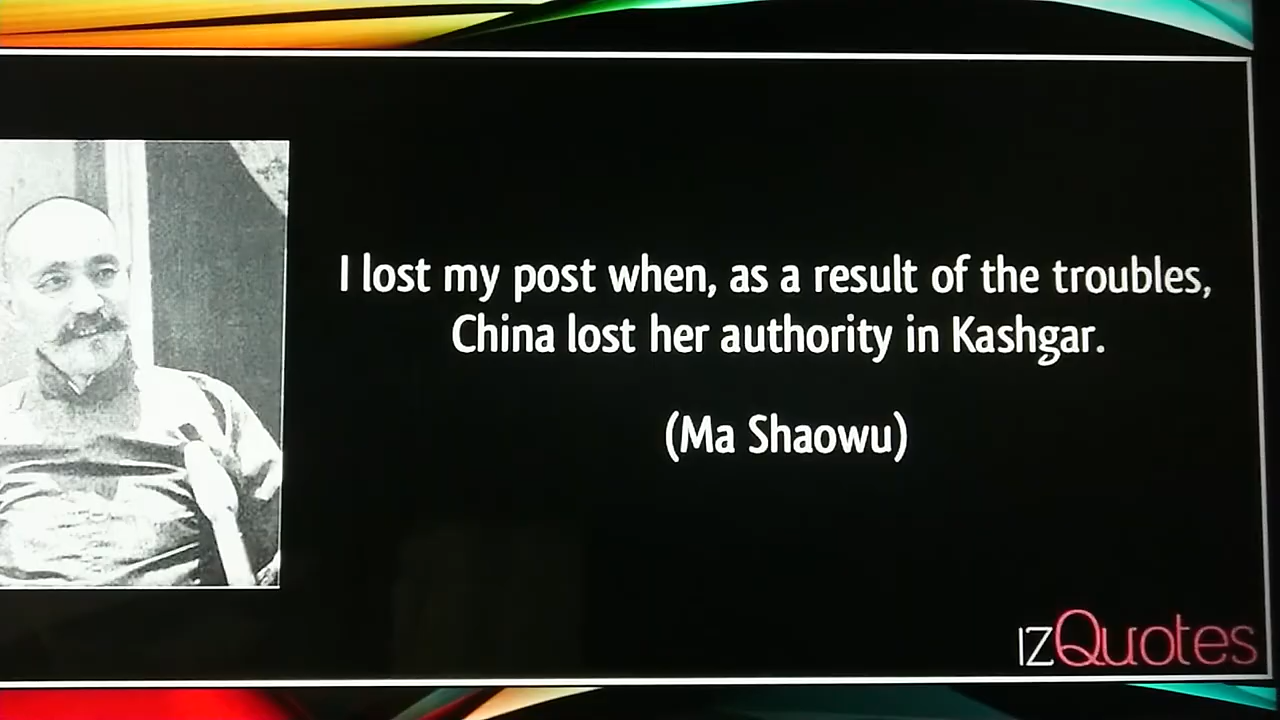 I lost my post when, as a result of the troubles,
China lost her authority in Kashgar.
(Ma Shaowu)
izQuotes